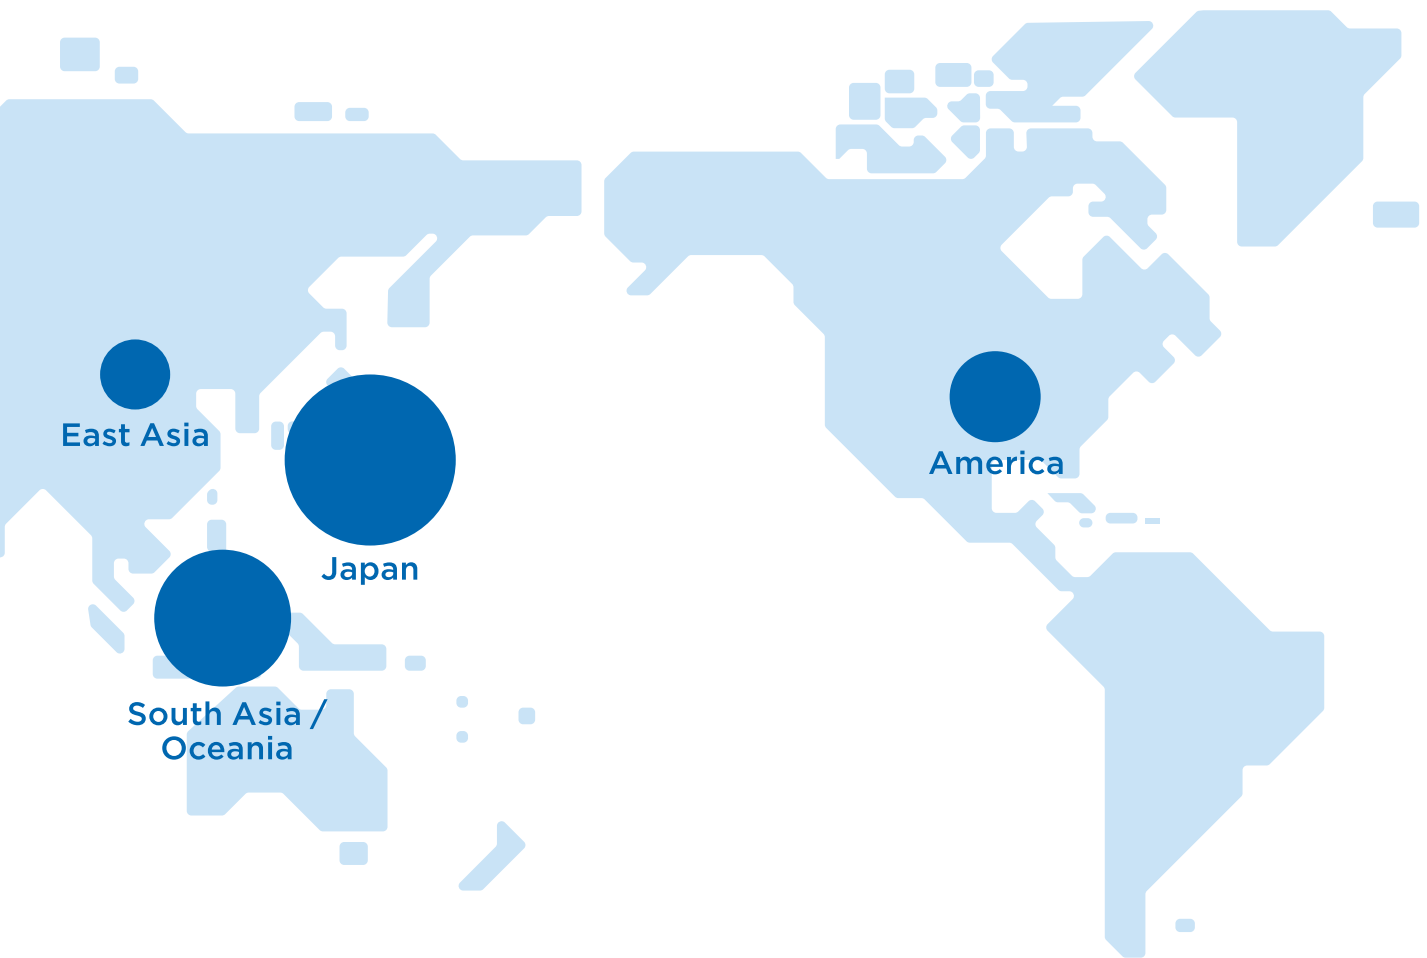 East Asia
America
Japan
South Asia /
Oceania